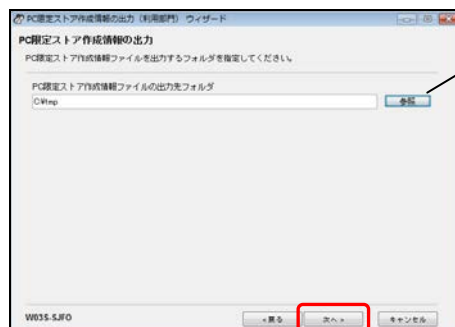 PC限定ストア作成情報の出力（利用部門）ウィザード
PC限定ストア作成情報の出力
PC限定ストア作成情報ファイルを出力するフォルダを指定してください。
PC限定ストア作成情報ファイルの出力先フォルダ
C:¥tmp
参照
W035-SJFO
<戻る
次へ>
キャンセル